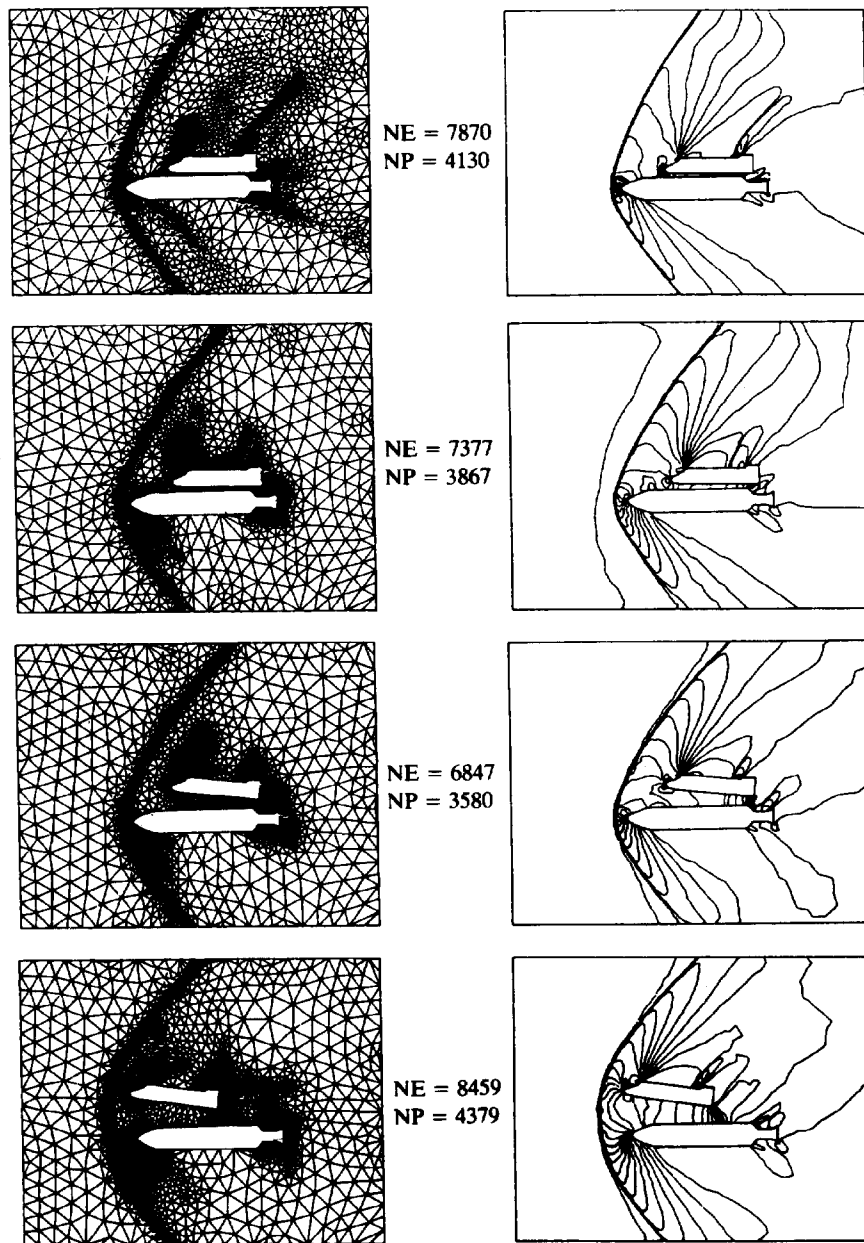 NE = 7870
NP = 4130
NE = 7377
NP = 3867
NE = 6847
NP = 3580
NE = 8459
NP = 4379